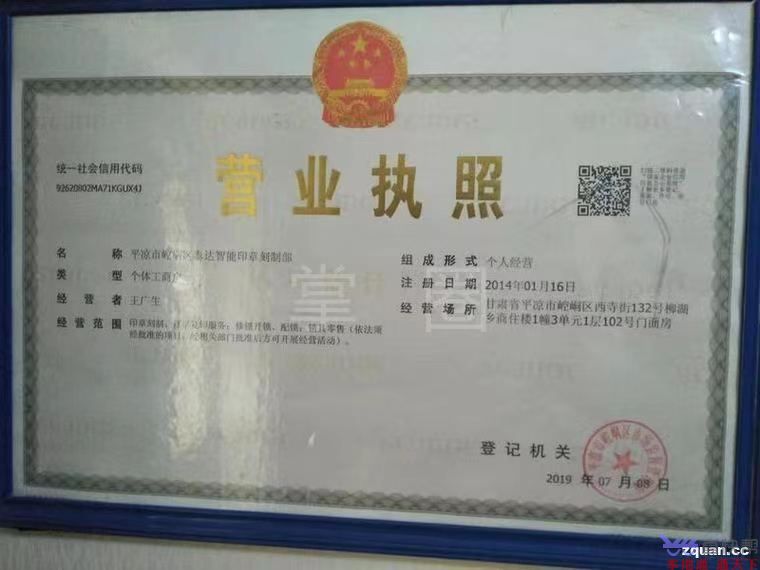 统一社会信用代码
92620802MA71KGUX4J
营业执照
名称 平凉市崆峒区泰达智能印章刻制部
类型 个体工商户
经营者 王广生
经营范围 印章刻制、打字复印服务;修锁开锁、配锁;锁具零售(依法须
经批准的项目,经相关部门批准后方可开展经营活动)。
组成形式 个人经营
注册日期 2014年01月16日
经营场所 甘肃省平凉市崆峒区西寺街132号柳湖
乡商住楼1幢3单元1层102号门面房
掌圈
登记机关
2019 年 07 月 08 日
zquan.cc